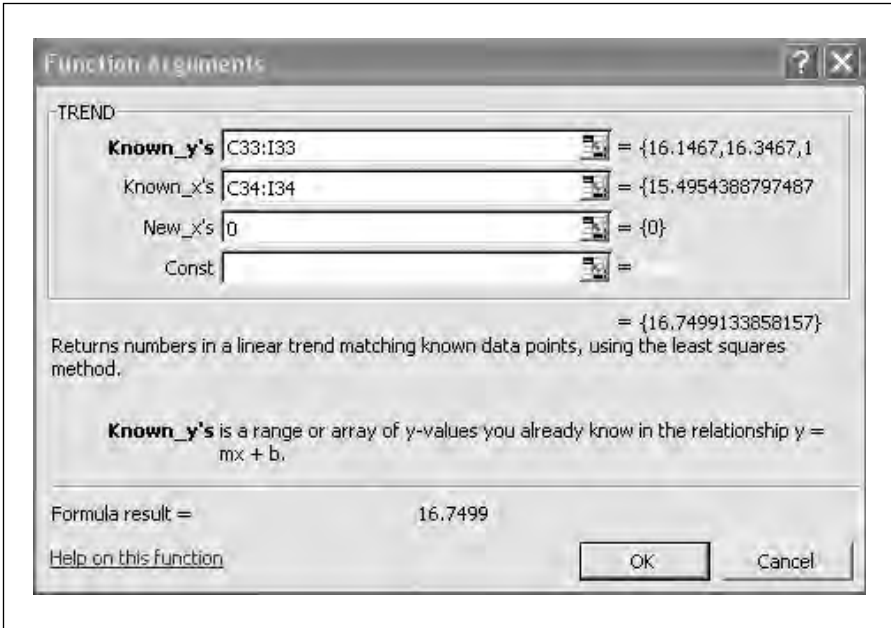 Function Arguments
TREND
Known_y's C33:I33 = {16.1467,16.3467,1
Known_x's C34:I34 = {15.4954388797487
New_x's 0 = {0}
Const =
= {16.7499133858157}
Returns numbers in a linear trend matching known data points, using the least squares
method.
Known_y's is a range or array of y-values you already know in the relationship y =
mx + b.
Formula result = 16.7499
Help on this function OK Cancel